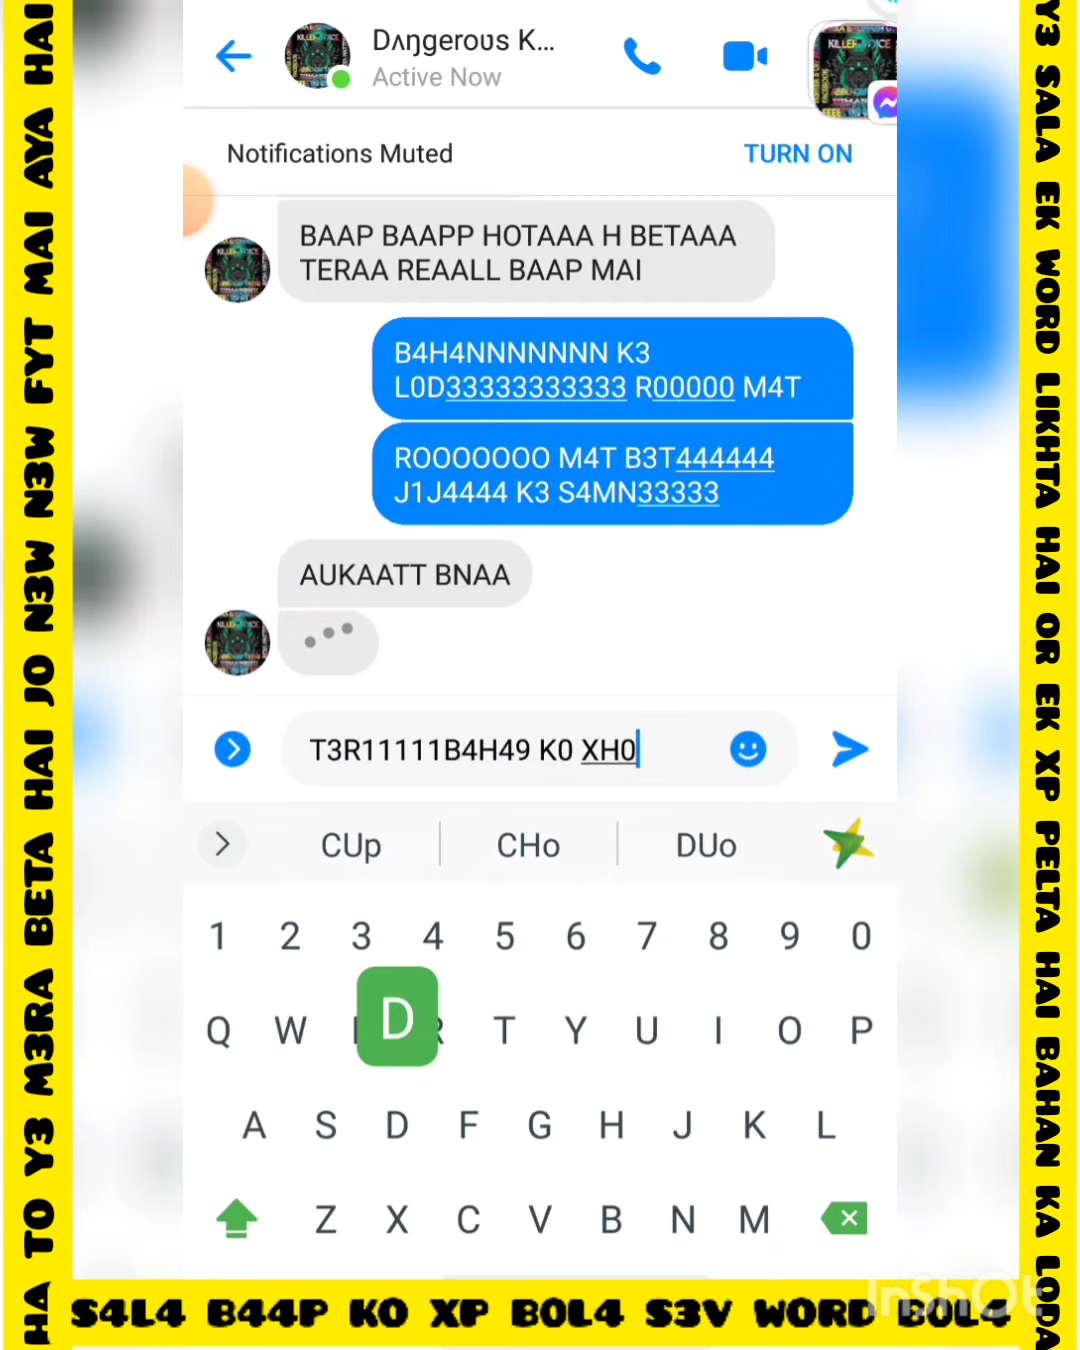 HA TO Y3 M3RA BETA HAI JO N3W N3W FYT MAI AYA HAI
Dʌŋgeroʋs K...
Active Now
Notifications Muted
TURN ON
BAAP BAAPP HOTAAA H BETAAA
TERAA REAALL BAAP MAI
B4H4NNNNNNN K3
L0D33333333333 R00000 M4T
ROOOOOOO M4T B3T444444
J1J4444 K3 S4MN33333
AUKAATT BNAA
T3R11111B4H49 K0 XH0
CUp
CHo
DUo
1 2 3 4 5 6 7 8 9 0
D
Q W R T Y U I O P
A S D F G H J K L
Z X C V B N M
Y3 SALA EK WORD LIKHTA HAI OR EK XP PELTA HAI BAHAN KA LODA
S4L4 B44P KO XP BOL4 S3V WORD BOL4
InShOt